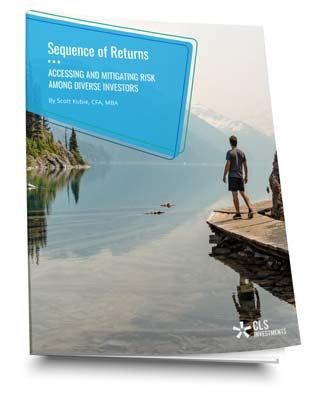 Sequence of Returns
ACCESSING AND MITIGATING RISK
AMONG DIVERSE INVESTORS
By Scott Kubie, CFA, MBA
CLS
INVESTMENTS